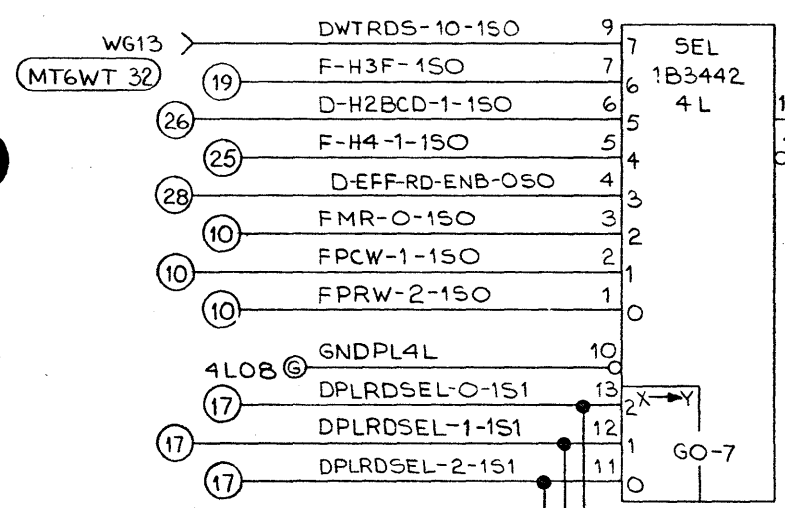 WG13 DWTRDS-10-1SO 9 7 SEL
MT6WT 32 19 F-H3F-1SO 7 6 1B3442
26 D-H2BCD-1-1SO 6 5 4L 1
25 F-H4-1-1SO 5 4
28 D-EFF-RD-ENB-OSO 4 3
10 FMR-O-1SO 3 2
10 FPCW-1-1SO 2 1
10 FPRW-2-1SO 1 0
4L08 G GNDPL4L 10
17 DPLRDSEL-O-1S1 13 2 X→Y
17 DPLRDSEL-1-1S1 12 1 GO-7
17 DPLRDSEL-2-1S1 11 0